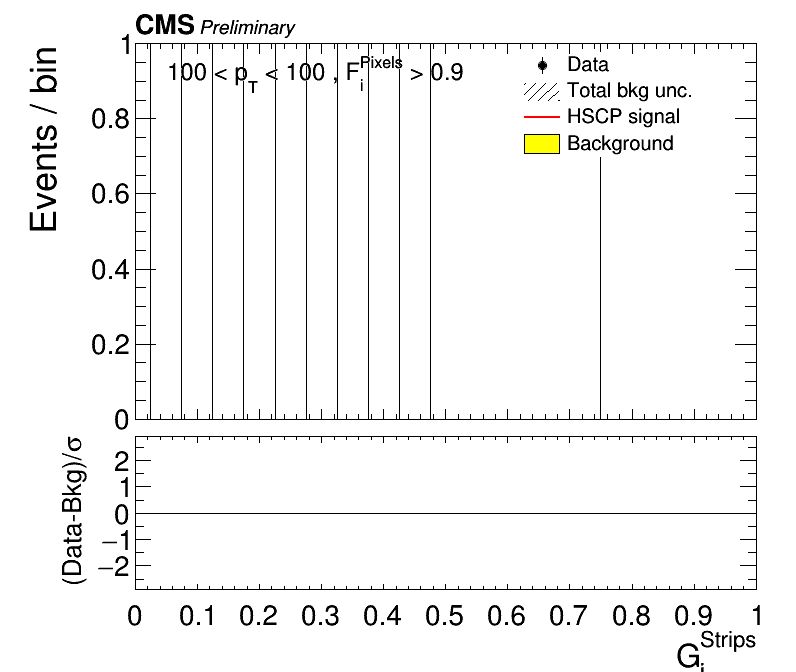 CMS Preliminary
100 < p_T < 100 , F_i^Pixels > 0.9
Data
Total bkg unc.
HSCP signal
Background
Events / bin
1
0.8
0.6
0.4
0.2
0
(Data-Bkg)/σ
2
1
0
−1
−2
0 0.1 0.2 0.3 0.4 0.5 0.6 0.7 0.8 0.9 1
G_i^Strips